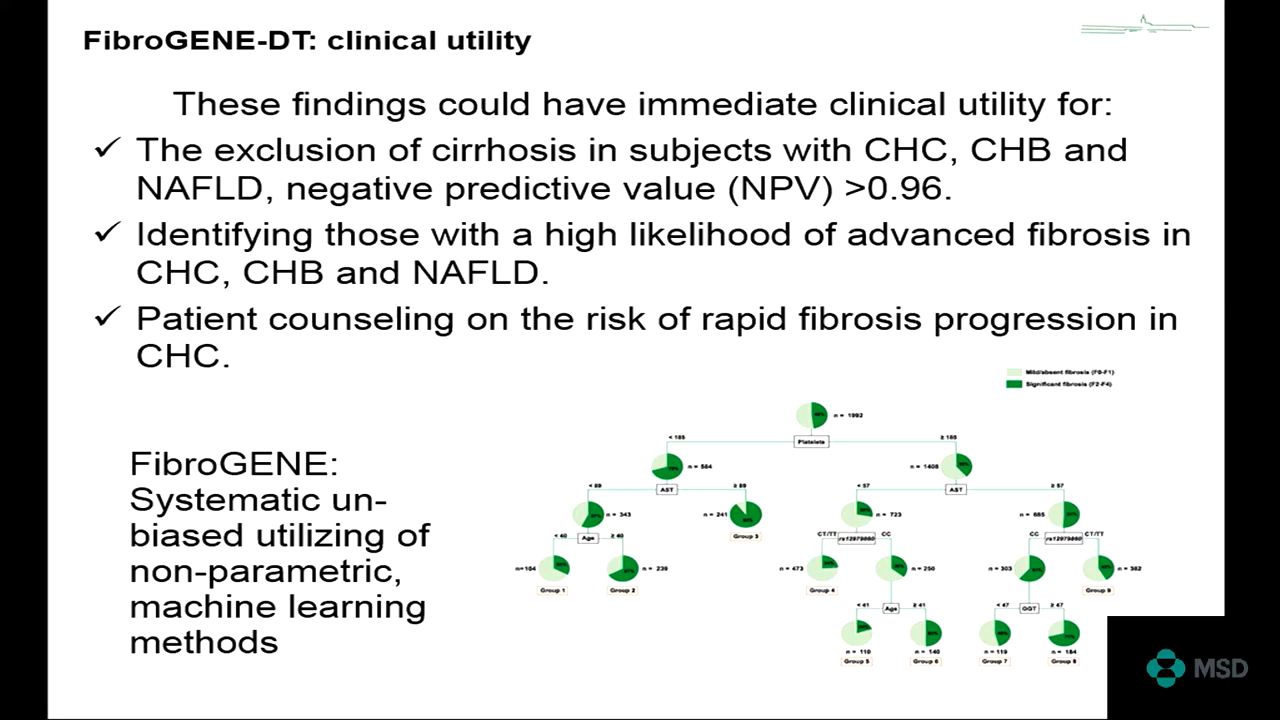 FibroGENE-DT: clinical utility
These findings could have immediate clinical utility for:
✓ The exclusion of cirrhosis in subjects with CHC, CHB and
NAFLD, negative predictive value (NPV) >0.96.
✓ Identifying those with a high likelihood of advanced fibrosis in
CHC, CHB and NAFLD.
✓ Patient counseling on the risk of rapid fibrosis progression in
CHC.
Mild/absent fibrosis (F0-F1)
Significant fibrosis (F2-F4)
n = 1992
Platelets
< 185
≥ 185
n = 584
n = 1408
AST
AST
< 89
≥ 89
< 57
≥ 57
n = 343
n = 241
n = 723
n = 685
Group 3
Age
rs12979860
rs12979860
< 40
≥ 40
CT/TT
CC
CC
CT/TT
n=104
n = 239
n = 473
n = 250
n = 303
n = 382
Group 1
Group 2
Group 4
Group 9
Age
GGT
< 41
≥ 41
< 47
≥ 47
n = 110
n = 140
n = 119
n = 184
Group 5
Group 6
Group 7
Group 8
FibroGENE:
Systematic un-
biased utilizing of
non-parametric,
machine learning
methods
MSD